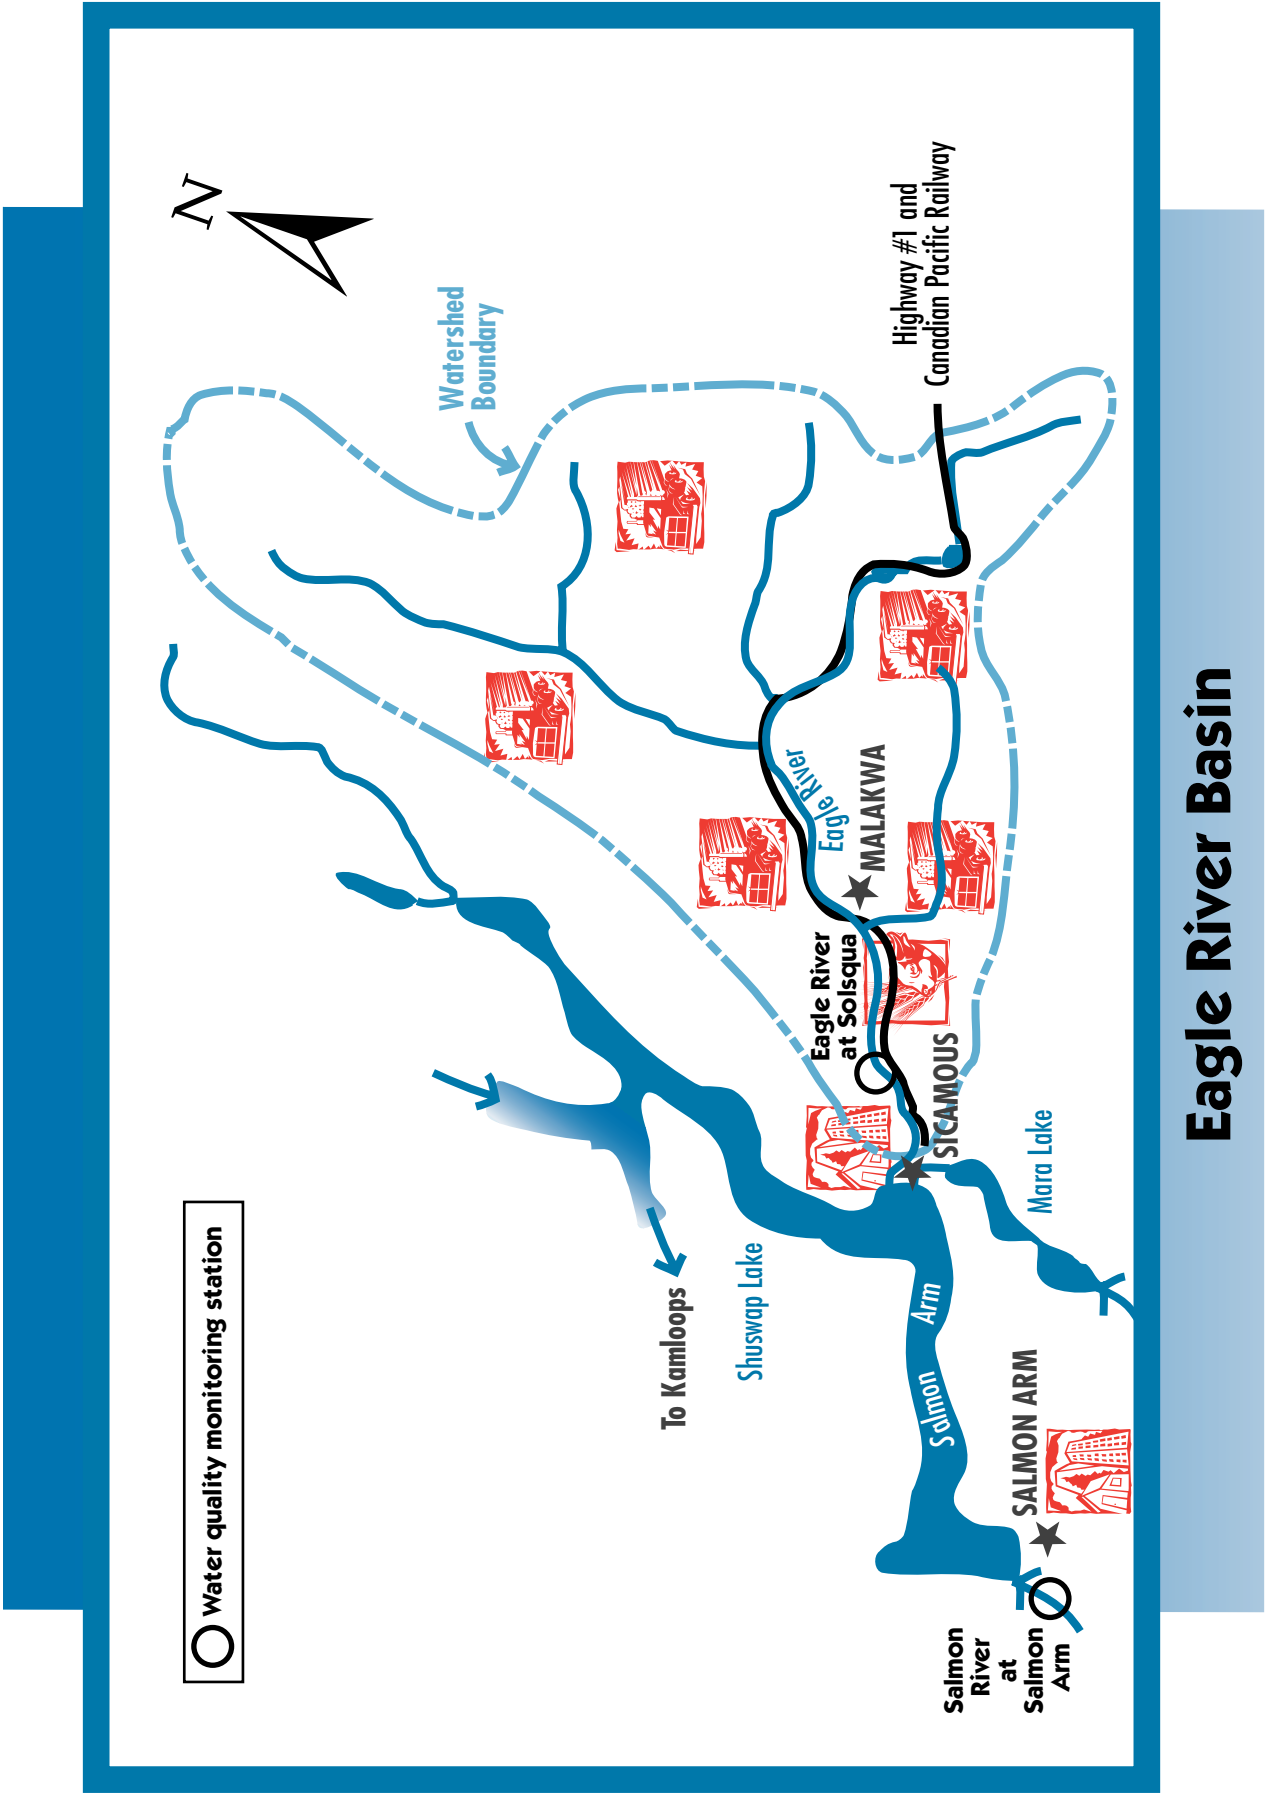 Water quality monitoring station
N
Watershed
Boundary
Highway #1 and
Canadian Pacific Railway
To Kamloops
Shuswap Lake
Eagle River
MALAKWA
Eagle River
at Solsqua
SICAMOUS
Mara Lake
Salmon Arm
SALMON ARM
Salmon
River
at
Salmon
Arm
Eagle River Basin